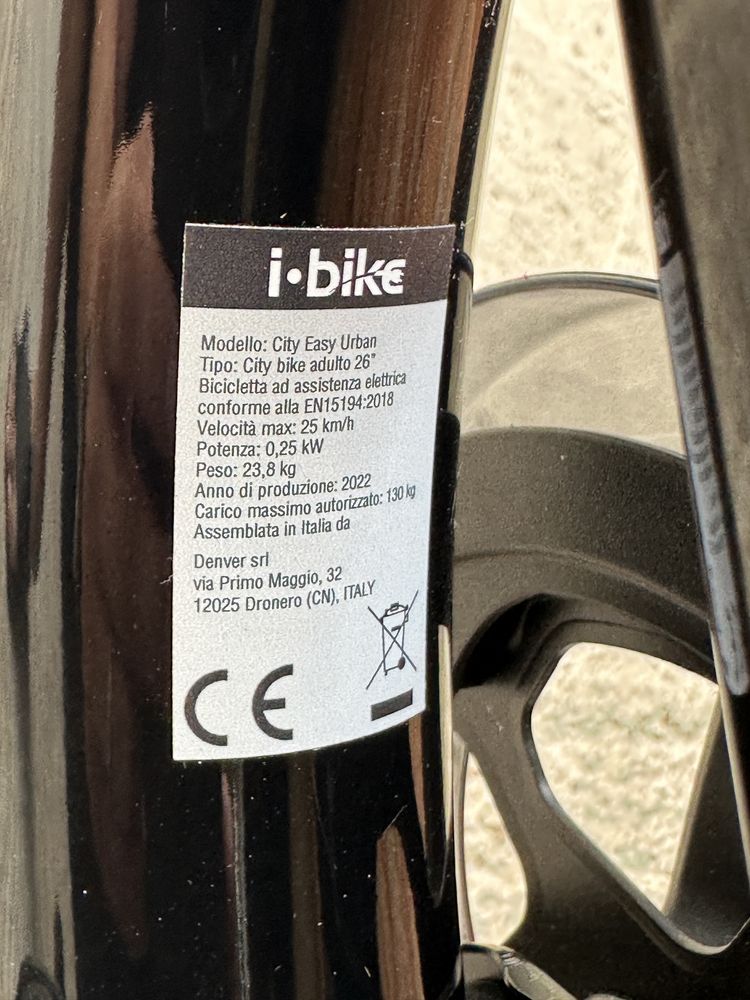 i•bike
Modello: City Easy Urban
Tipo: City bike adulto 26"
Bicicletta ad assistenza elettrica
conforme alla EN15194:2018
Velocità max: 25 km/h
Potenza: 0,25 kW
Peso: 23,8 kg
Anno di produzione: 2022
Carico massimo autorizzato: 130 kg
Assemblata in Italia da
Denver srl
via Primo Maggio, 32
12025 Dronero (CN), ITALY
CE